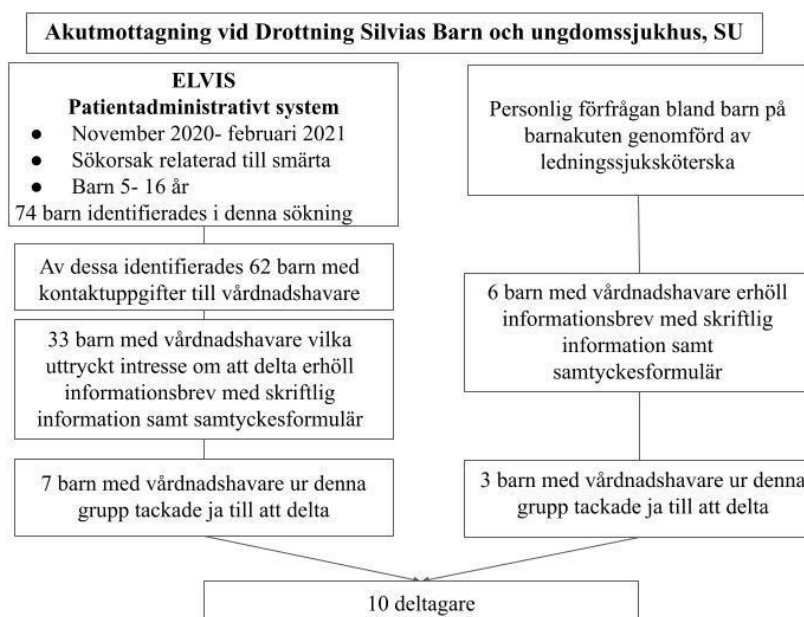 Akutmottagning vid Drottning Silvias Barn och ungdomssjukhus, SU
ELVIS
Patientadministrativt system
● November 2020- februari 2021
● Sökorsak relaterad till smärta
● Barn 5- 16 år
74 barn identifierades i denna sökning
Av dessa identifierades 62 barn med
kontaktuppgifter till vårdnadshavare
33 barn med vårdnadshavare vilka
uttryckt intresse om att delta erhöll
informationsbrev med skriftlig
information samt samtyckesformulär
7 barn med vårdnadshavare ur denna
grupp tackade ja till att delta
Personlig förfrågan bland barn på
barnakuten genomförd av
ledningssjuksköterska
6 barn med vårdnadshavare erhöll
informationsbrev med skriftlig
information samt
samtyckesformulär
3 barn med vårdnadshavare ur denna
grupp tackade ja till att delta
10 deltagare